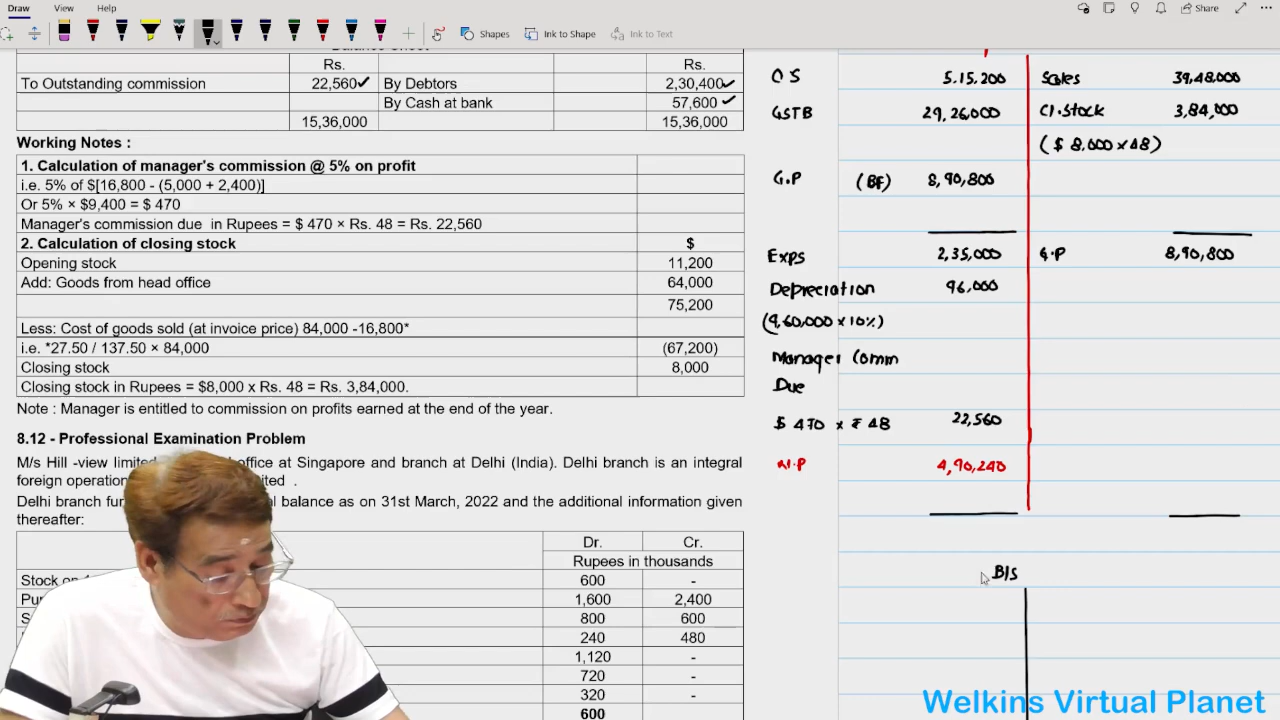 Draw View Help
Share
Shapes Ink to Shape Ink to Text
Balance Sheet
Rs. Rs.
To Outstanding commission 22,560 By Debtors 2,30,400
By Cash at bank 57,600
15,36,000 15,36,000
Working Notes :
1. Calculation of manager's commission @ 5% on profit
i.e. 5% of $[16,800 - (5,000 + 2,400)]
Or 5% × $9,400 = $ 470
Manager's commission due in Rupees = $ 470 × Rs. 48 = Rs. 22,560
2. Calculation of closing stock $
Opening stock 11,200
Add: Goods from head office 64,000
75,200
Less: Cost of goods sold (at invoice price) 84,000 -16,800*
i.e. *27.50 / 137.50 × 84,000 (67,200)
Closing stock 8,000
Closing stock in Rupees = $8,000 x Rs. 48 = Rs. 3,84,000.
Note : Manager is entitled to commission on profits earned at the end of the year.
8.12 - Professional Examination Problem
M/s Hill -view limited office at Singapore and branch at Delhi (India). Delhi branch is an integral
foreign operation
Delhi branch balance as on 31st March, 2022 and the additional information given
thereafter:
Dr. Cr.
Rupees in thousands
Stock on 600 -
1,600 2,400
800 600
240 480
1,120 -
720 -
320 -
600
O S 5,15,200 Sales 39,48,000
GSTB 29,26,000 Cl.Stock 3,84,000
($ 8,000 × 48)
G.P (BF) 8,90,800
Exps 2,35,000 G.P 8,90,800
Depreciation 96,000
(9,60,000 × 10%)
Manager Comm
Due
$ 470 × ₹ 48 22,560
N.P 4,90,240
B/S
Welkins Virtual Planet